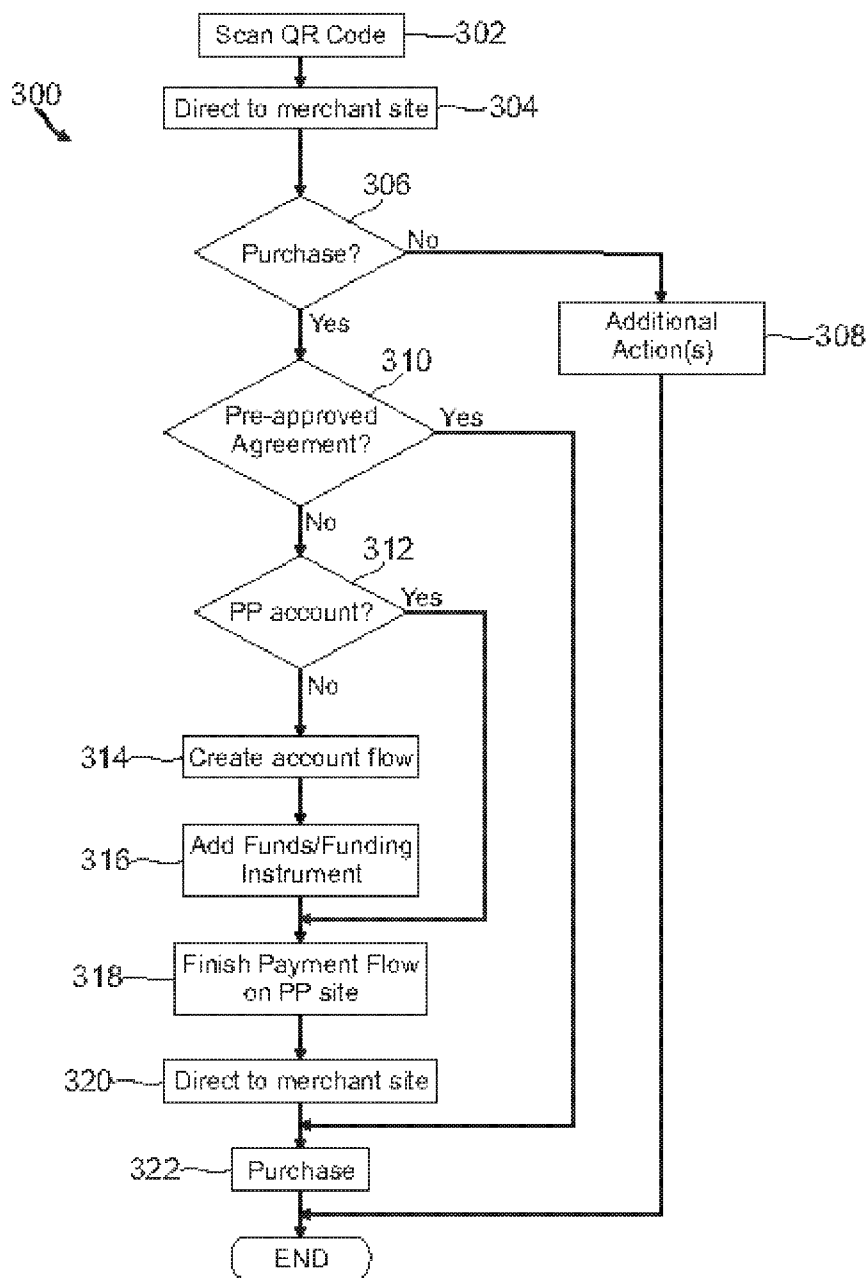 Scan QR Code
302
300
Direct to merchant site
304
306
Purchase?
No
Yes
Additional
Action(s)
308
310
Pre-approved
Agreement?
Yes
No
312
PP account?
Yes
No
314
Create account flow
316
Add Funds/Funding
Instrument
318
Finish Payment Flow
on PP site
320
Direct to merchant site
322
Purchase
END